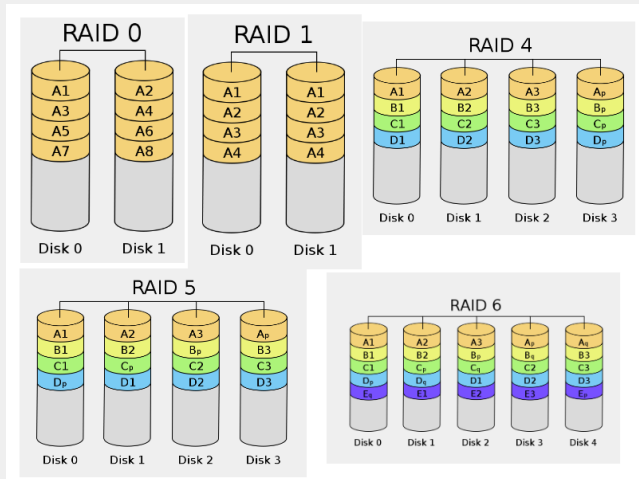 RAID 0
A1 A2
A3 A4
A5 A6
A7 A8
Disk 0 Disk 1
RAID 1
A1 A1
A2 A2
A3 A3
A4 A4
Disk 0 Disk 1
RAID 4
A1 A2 A3 Ap
B1 B2 B3 Bp
C1 C2 C3 Cp
D1 D2 D3 Dp
Disk 0 Disk 1 Disk 2 Disk 3
RAID 5
A1 A2 A3 Ap
B1 B2 Bp B3
C1 Cp C2 C3
Dp D1 D2 D3
Disk 0 Disk 1 Disk 2 Disk 3
RAID 6
A1 A2 A3 Ap Aq
B1 B2 Bp Bq B3
C1 Cp Cq C2 C3
Dp Dq D1 D2 D3
Eq E1 E2 E3 Ep
Disk 0 Disk 1 Disk 2 Disk 3 Disk 4